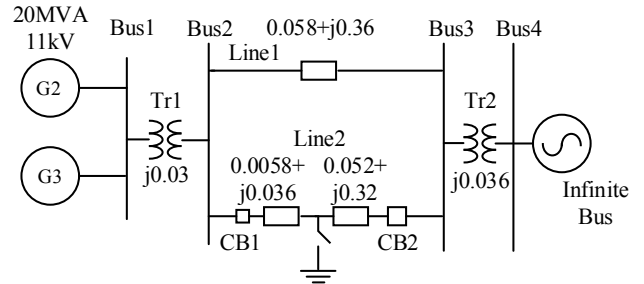 20MVA
11kV
Bus1
Bus2
0.058+j0.36
Bus3
Bus4
Line1
G2
Tr1
Tr2
Line2
G3
j0.03
0.0058+
j0.036
0.052+
j0.32
j0.036
Infinite
Bus
CB1
CB2